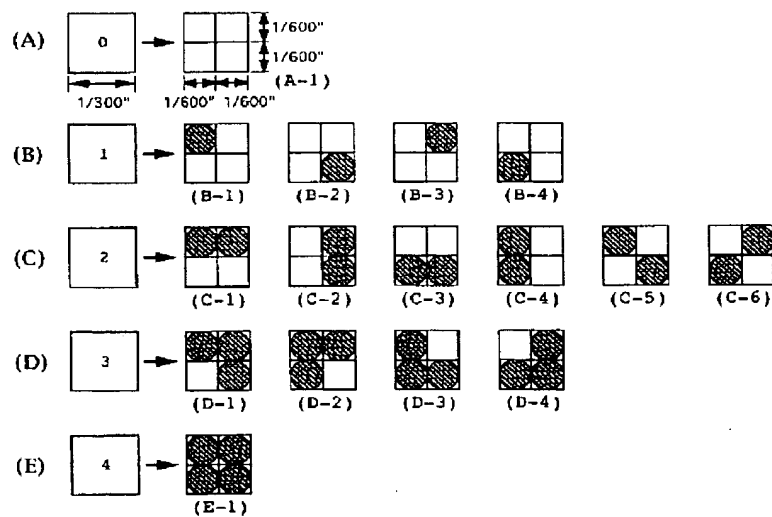 (A) 0 1/600"
1/600"
(A-1)
1/300" 1/600" 1/600"
(B) 1
(B-1) (B-2) (B-3) (B-4)
(C) 2
(C-1) (C-2) (C-3) (C-4) (C-5) (C-6)
(D) 3
(D-1) (D-2) (D-3) (D-4)
(E) 4
(E-1)